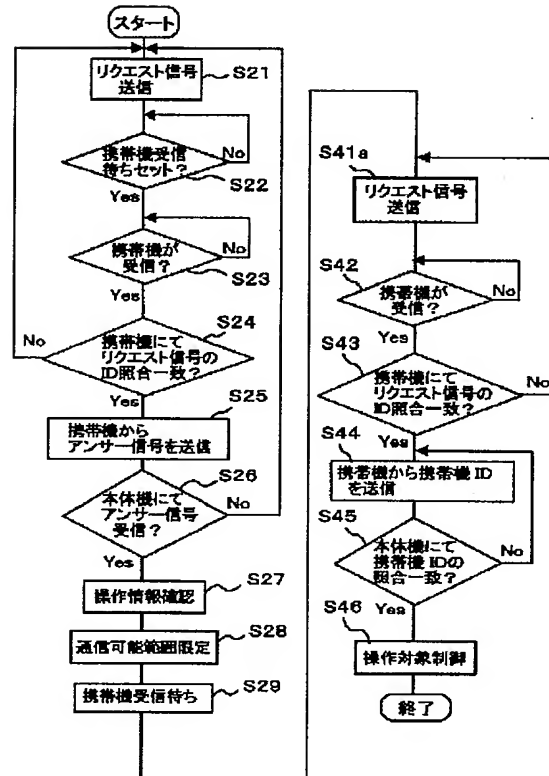 スタート
リクエスト信号
送信
S21
携帯機受信
待ちセット？
No
S22
Yes
携帯機が
受信？
No
S23
Yes
S24
No
携帯機にて
リクエスト信号の
ID照合一致？
Yes
S25
携帯機から
アンサー信号を送信
S26
本体機にて
アンサー信号
受信？
No
Yes
S27
操作情報確認
S28
通信可能範囲限定
S29
携帯機受信待ち
S41a
リクエスト信号
送信
S42
携帯機が
受信？
No
Yes
S43
携帯機にて
リクエスト信号の
ID照合一致？
No
Yes
S44
携帯機から携帯機ID
を送信
S45
本体機にて
携帯機IDの
照合一致？
No
Yes
S46
操作対象制御
終了